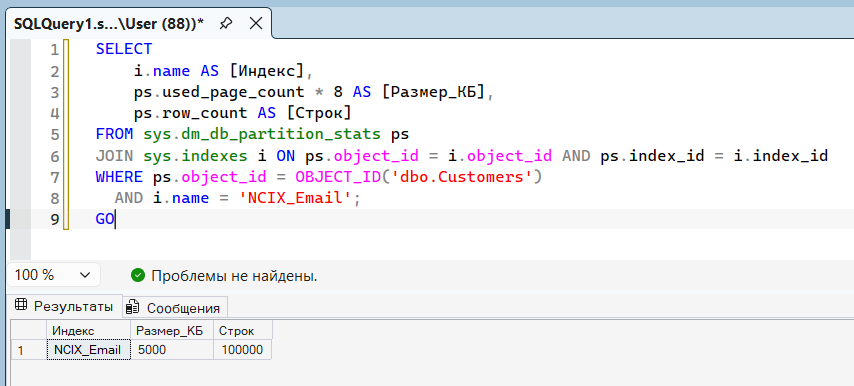 SQLQuery1.s...\User (88))*
1 SELECT
2 i.name AS [Индекс],
3 ps.used_page_count * 8 AS [Размер_КБ],
4 ps.row_count AS [Строк]
5 FROM sys.dm_db_partition_stats ps
6 JOIN sys.indexes i ON ps.object_id = i.object_id AND ps.index_id = i.index_id
7 WHERE ps.object_id = OBJECT_ID('dbo.Customers')
8 AND i.name = 'NCIX_Email';
9 GO
100 % Проблемы не найдены.
Результаты Сообщения
Индекс Размер_КБ Строк
1 NCIX_Email 5000 100000